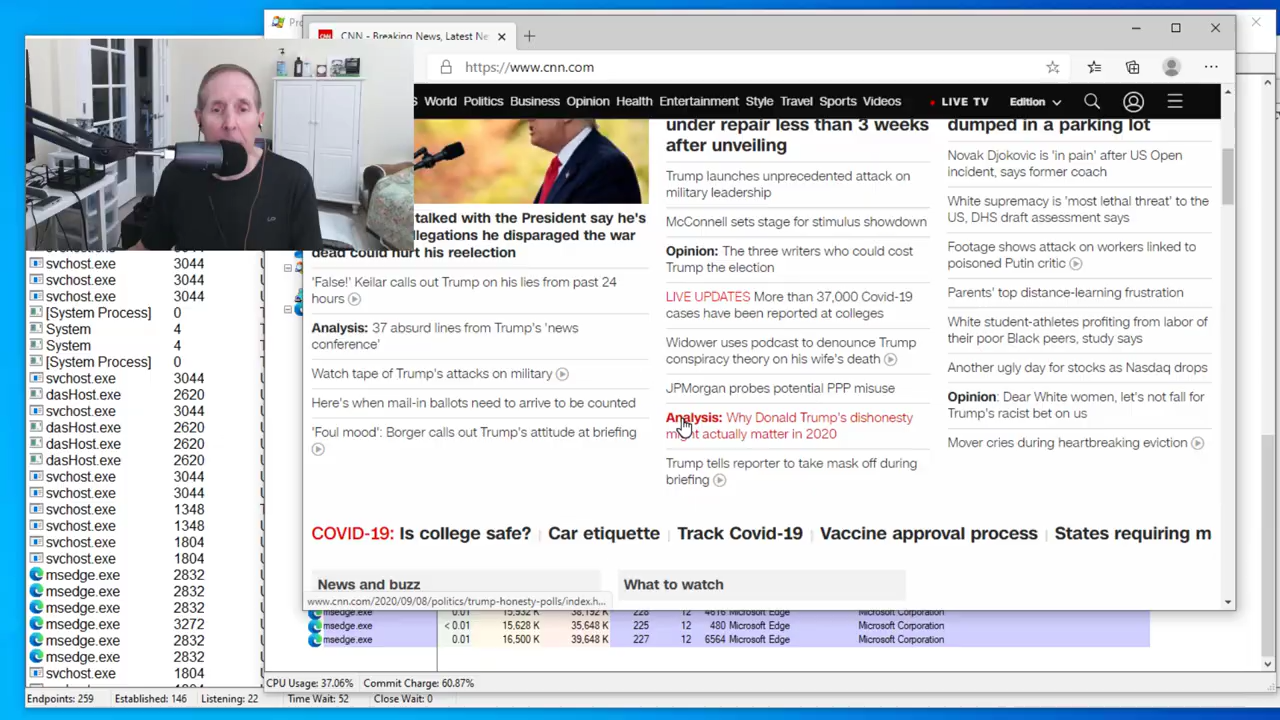 Pro
CNN - Breaking News, Latest Ne
https://www.cnn.com
S World Politics Business Opinion Health Entertainment Style Travel Sports Videos LIVE TV Edition
talked with the President say he's
llegations he disparaged the war
dead could hurt his reelection
'False!' Keilar calls out Trump on his lies from past 24
hours
Analysis: 37 absurd lines from Trump's 'news
conference'
Watch tape of Trump's attacks on military
Here's when mail-in ballots need to arrive to be counted
'Foul mood': Borger calls out Trump's attitude at briefing
under repair less than 3 weeks
after unveiling
Trump launches unprecedented attack on
military leadership
McConnell sets stage for stimulus showdown
Opinion: The three writers who could cost
Trump the election
LIVE UPDATES More than 37,000 Covid-19
cases have been reported at colleges
Widower uses podcast to denounce Trump
conspiracy theory on his wife's death
JPMorgan probes potential PPP misuse
Analysis: Why Donald Trump's dishonesty
might actually matter in 2020
Trump tells reporter to take mask off during
briefing
dumped in a parking lot
Novak Djokovic is 'in pain' after US Open
incident, says former coach
White supremacy is 'most lethal threat' to the
US, DHS draft assessment says
Footage shows attack on workers linked to
poisoned Putin critic
Parents' top distance-learning frustration
White student-athletes profiting from labor of
their poor Black peers, study says
Another ugly day for stocks as Nasdaq drops
Opinion: Dear White women, let's not fall for
Trump's racist bet on us
Mover cries during heartbreaking eviction
COVID-19: Is college safe? Car etiquette Track Covid-19 Vaccine approval process States requiring m
News and buzz What to watch
www.cnn.com/2020/09/08/politics/trump-honesty-polls/index.h...
svchost.exe 3044
svchost.exe 3044
svchost.exe 3044
[System Process] 0
System 4
System 4
[System Process] 0
svchost.exe 3044
dasHost.exe 2620
svchost.exe 3044
dasHost.exe 2620
dasHost.exe 2620
dasHost.exe 2620
svchost.exe 3044
svchost.exe 3044
svchost.exe 1348
svchost.exe 1348
svchost.exe 1804
svchost.exe 1804
msedge.exe 2832
msedge.exe 2832
msedge.exe 2832
msedge.exe 3272
msedge.exe 2832
msedge.exe 2832
svchost.exe 1804
msedge.exe < 0.01 15,628 K 35,648 K 225 12 480 Microsoft Edge Microsoft Corporation
msedge.exe 0.01 16,500 K 39,648 K 227 12 6564 Microsoft Edge Microsoft Corporation
CPU Usage: 37.06% Commit Charge: 60.87%
Endpoints: 259 Established: 146 Listening: 22 Time Wait: 52 Close Wait: 0